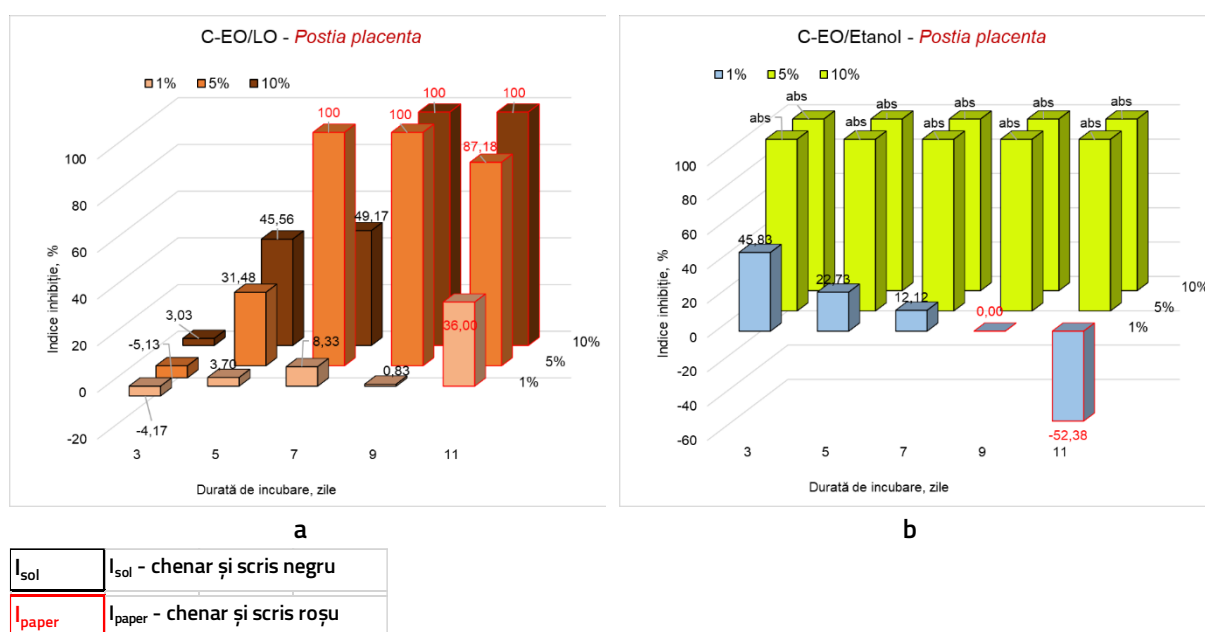 C-EO/LO - Postia placenta
1% 5% 10%
Indice inhibiție, %
100
80
60
40
20
0
-20
100
100
100
100
87,18
45,56
49,17
31,48
3,03
-5,13
3,70
8,33
0,83
36,00
-4,17
10%
5%
1%
3 5 7 9 11
Durată de incubare, zile
a
C-EO/Etanol - Postia placenta
1% 5% 10%
Indice inhibiție, %
100
80
60
40
20
0
-20
-40
-60
abs abs abs abs abs
abs abs abs abs abs
45,83
22,73
12,12
0,00
-52,38
10%
5%
1%
3 5 7 9 11
Durată de incubare, zile
b
Isol Isol - chenar și scris negru
Ipaper Ipaper - chenar și scris roșu